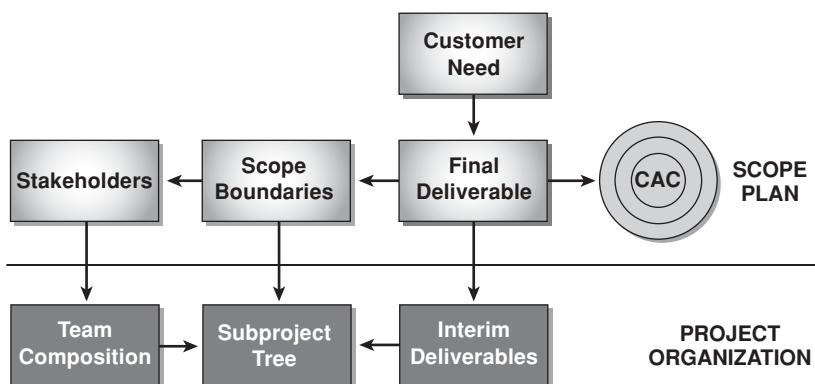 Customer
Need
Stakeholders
Scope
Boundaries
Final
Deliverable
CAC
SCOPE
PLAN
Team
Composition
Subproject
Tree
Interim
Deliverables
PROJECT
ORGANIZATION